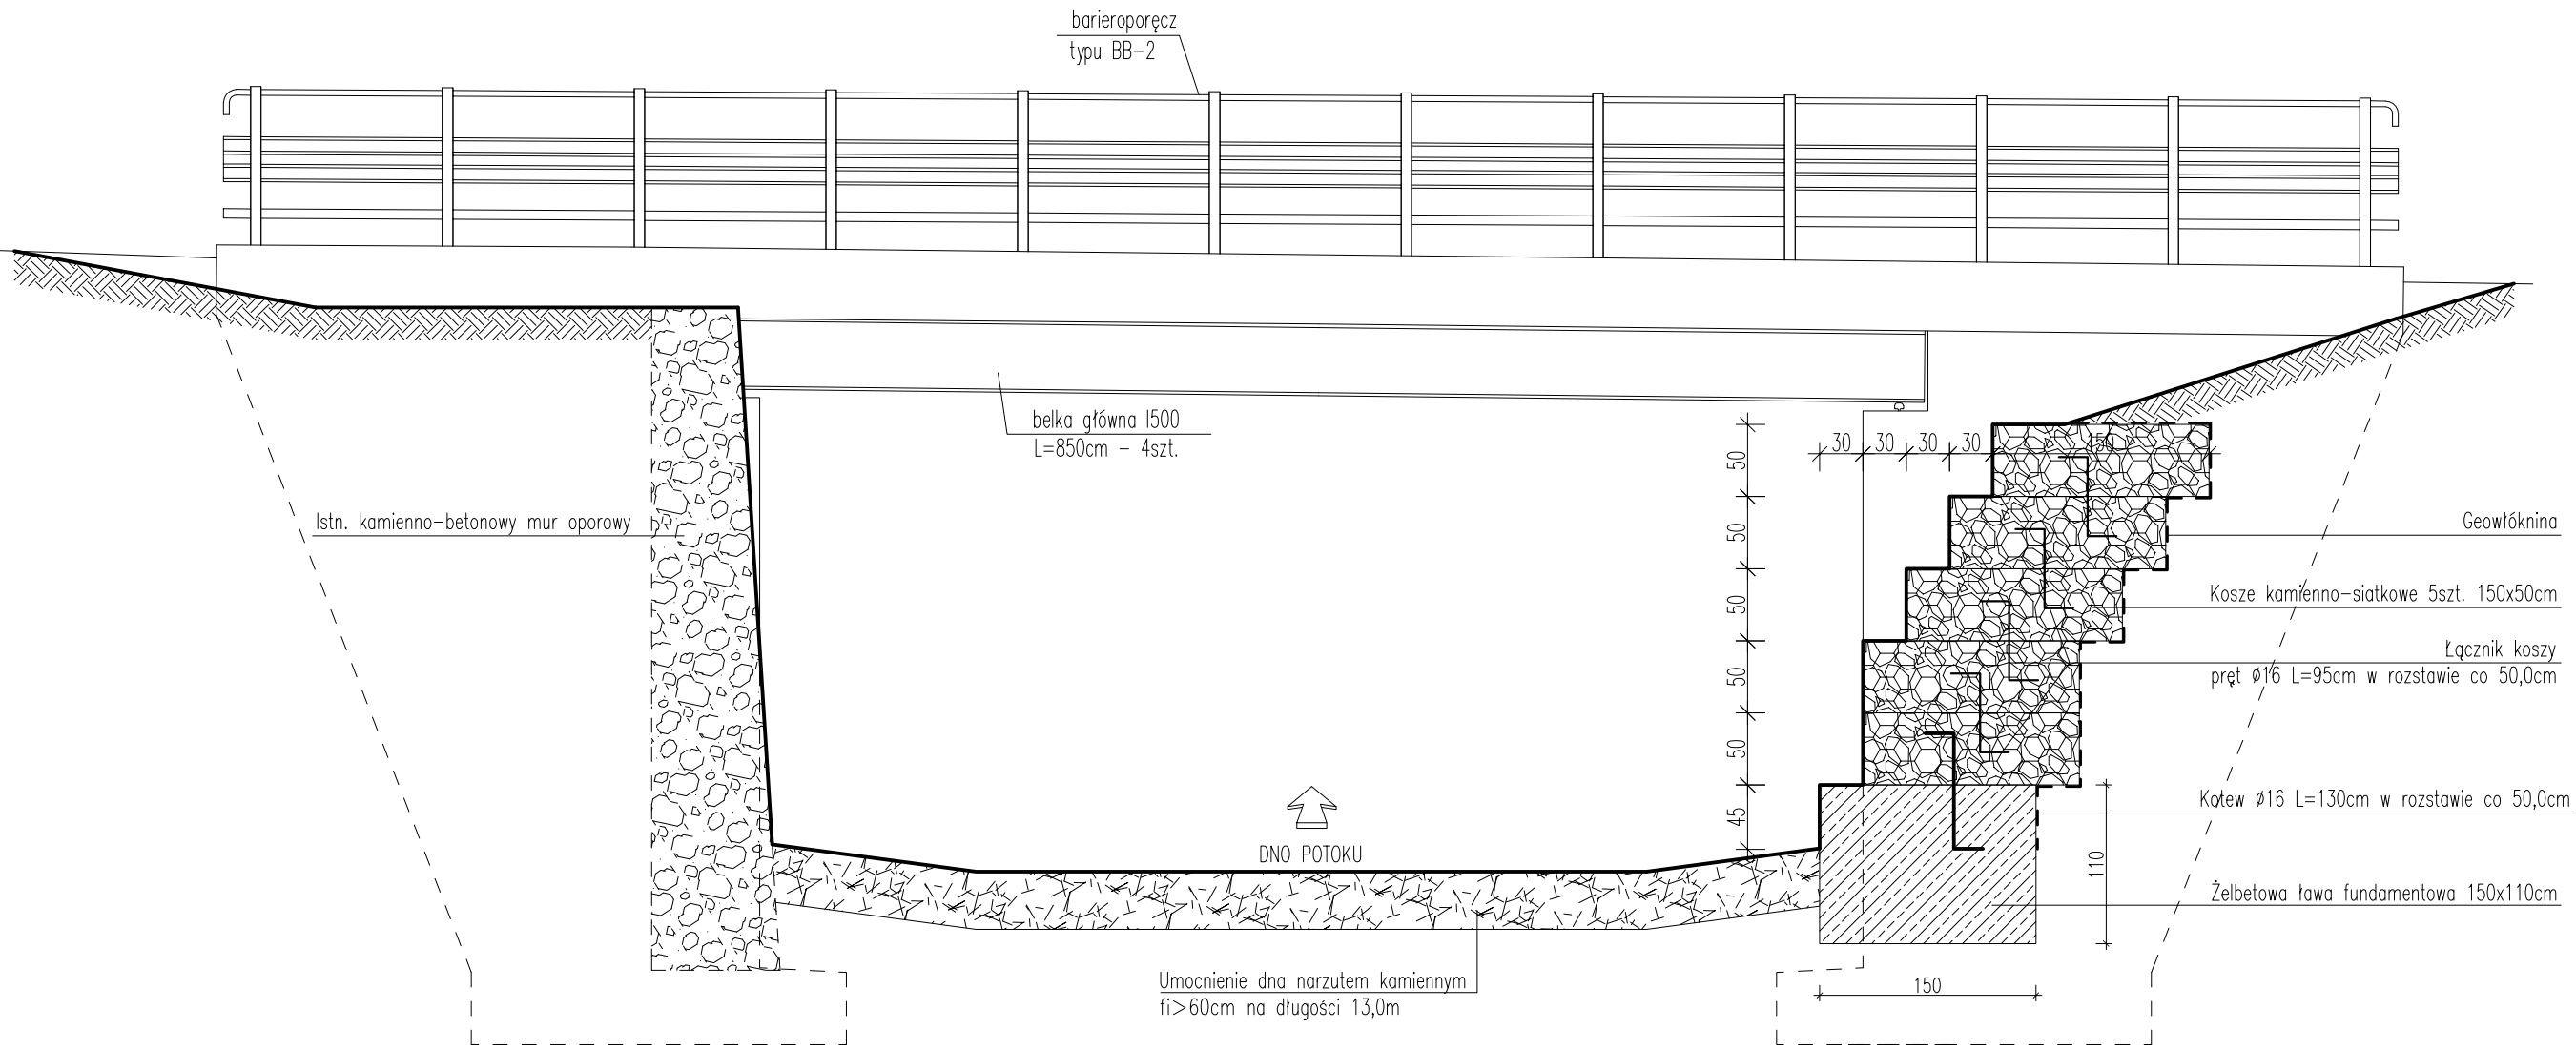 barieroporęcz
typu BB-2
belka główna I500
L=850cm - 4szt.
30 30 30 30 150
50
50
50
50
50
45
Istn. kamienno-betonowy mur oporowy
Geowłóknina
Kosze kamienno-siatkowe 5szt. 150x50cm
Łącznik koszy
pręt ø16 L=95cm w rozstawie co 50,0cm
Kotew ø16 L=130cm w rozstawie co 50,0cm
DNO POTOKU
110
Żelbetowa ława fundamentowa 150x110cm
Umocnienie dna narzutem kamiennym
fi>60cm na długości 13,0m
150